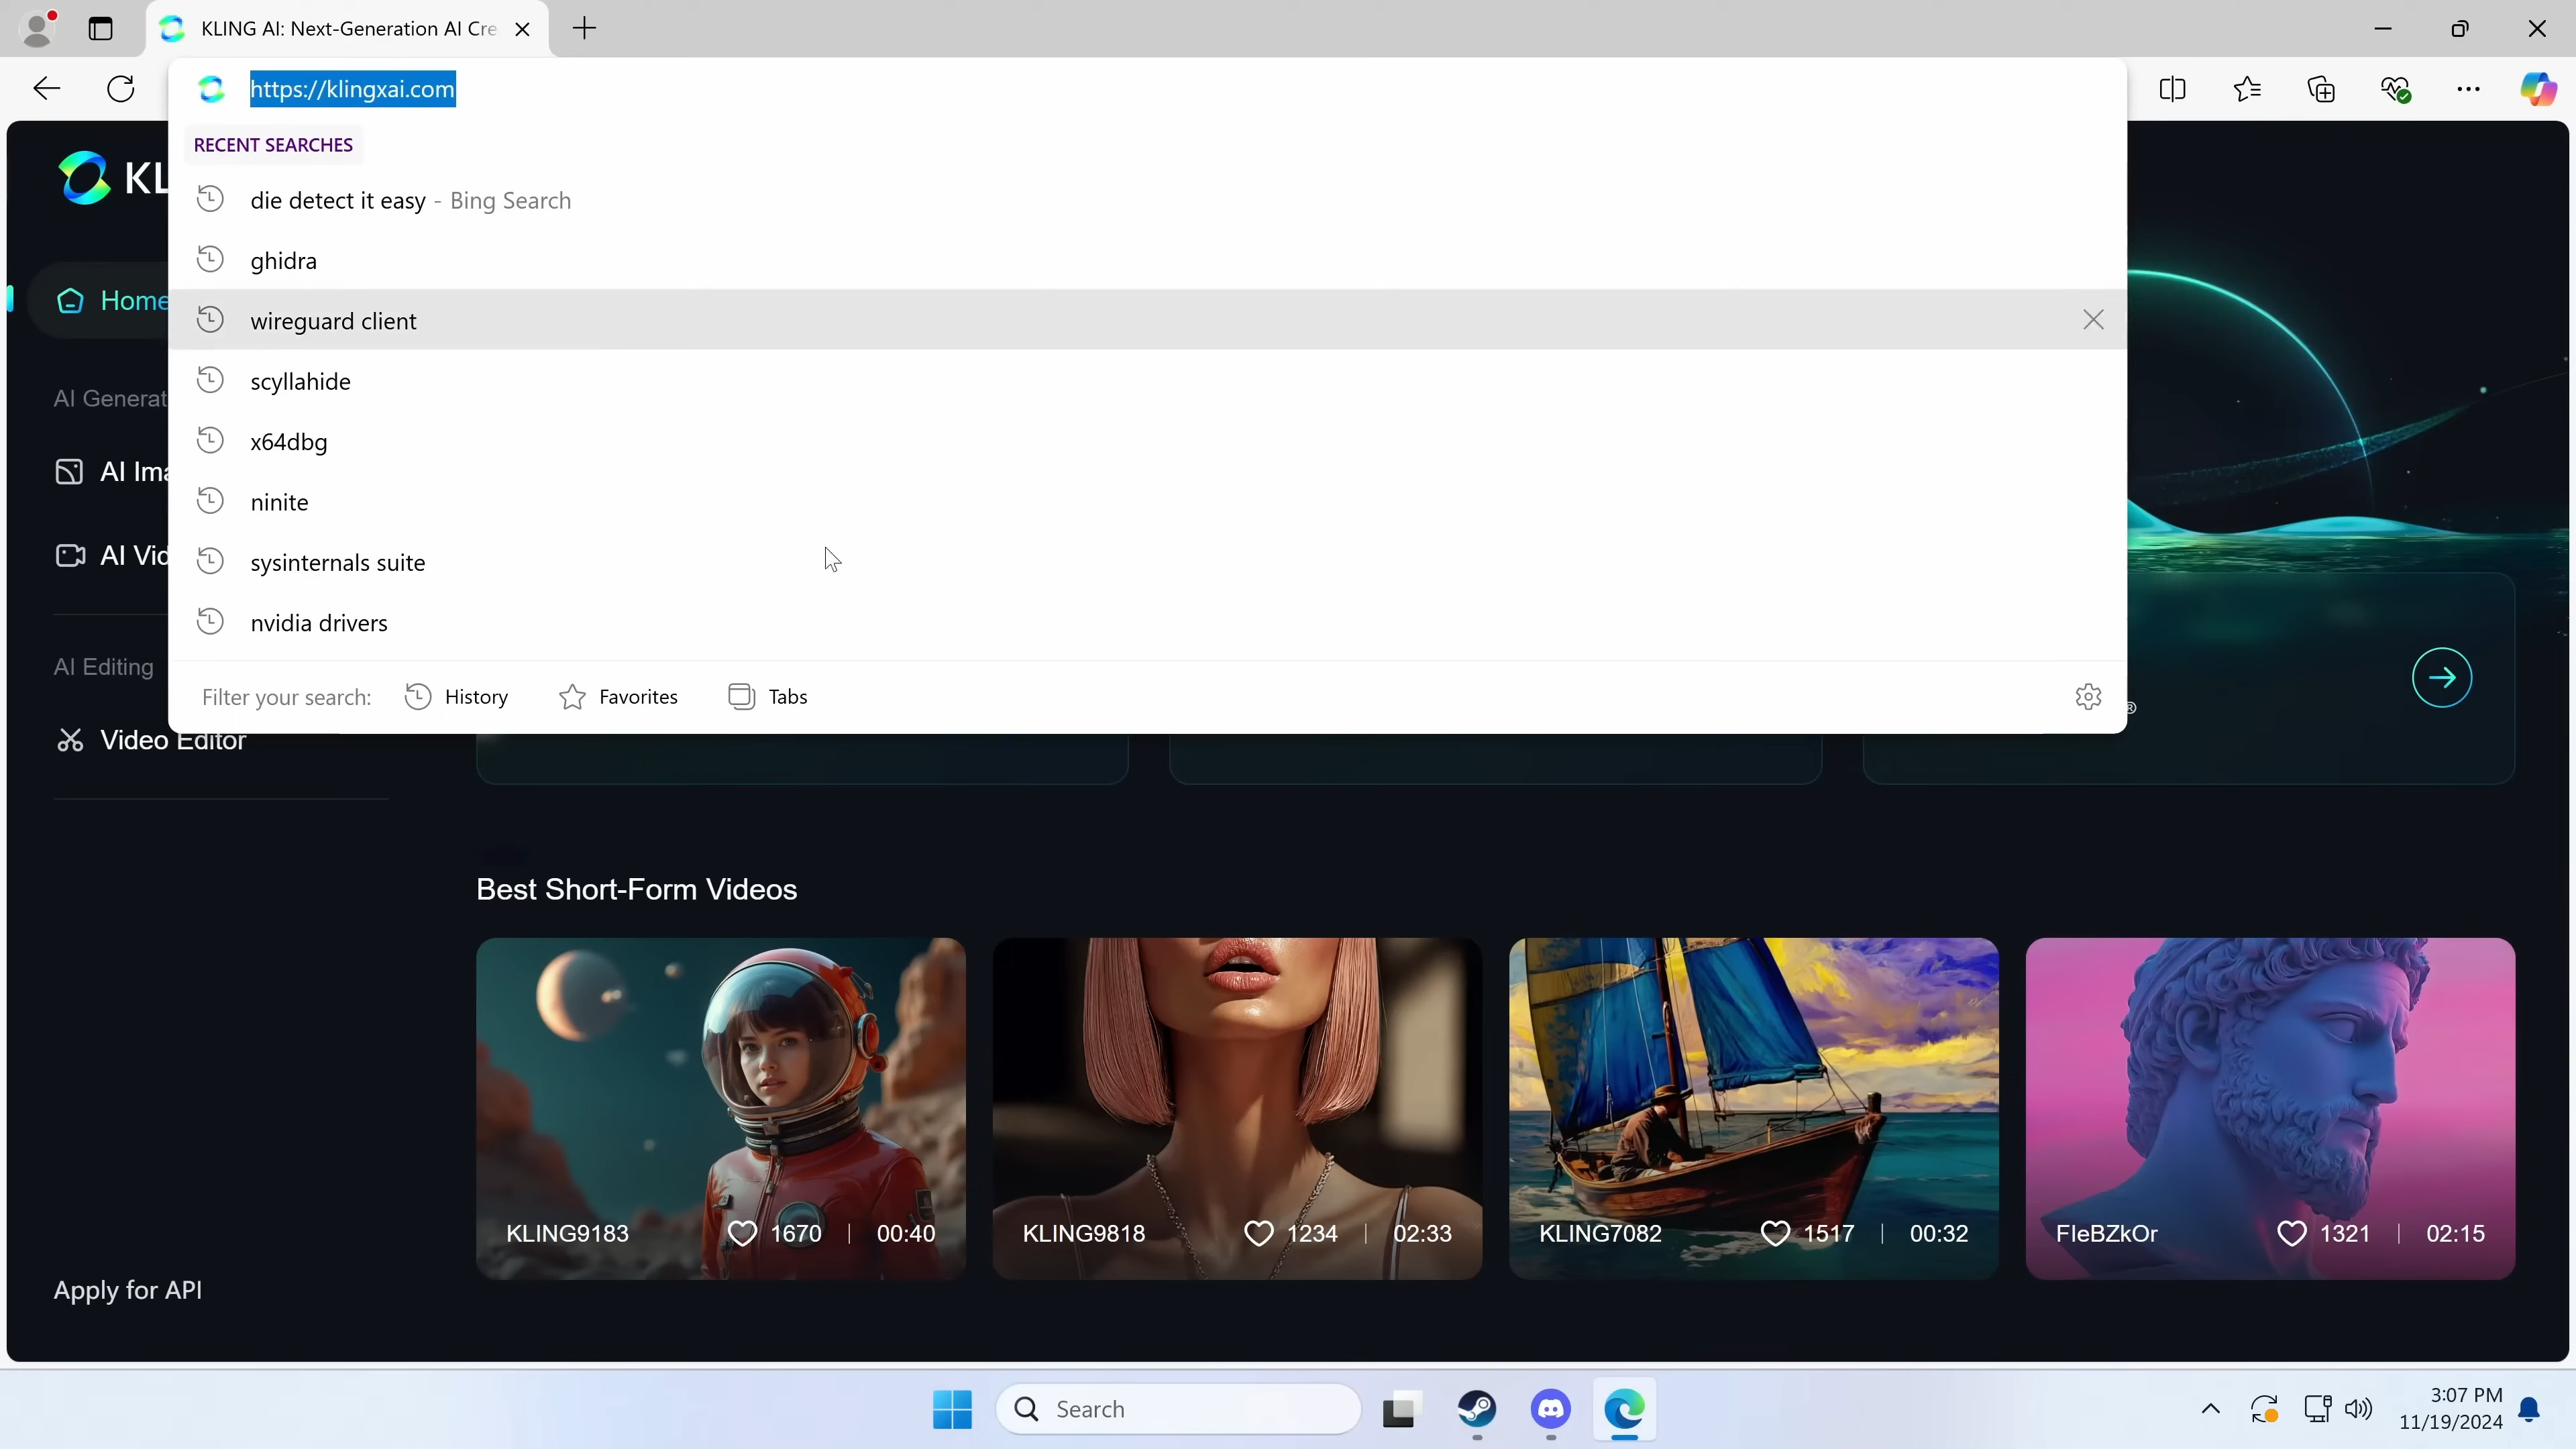 KLING AI: Next-Generation AI Cre
https://klingxai.com
RECENT SEARCHES
die detect it easy - Bing Search
ghidra
wireguard client
scyllahide
x64dbg
ninite
sysinternals suite
nvidia drivers
Filter your search: History Favorites Tabs
KL
Home
AI Generat
AI Ima
AI Vid
AI Editing
Video Editor
®
Best Short-Form Videos
KLING9183 1670 | 00:40
KLING9818 1234 | 02:33
KLING7082 1517 | 00:32
FIeBZkOr 1321 | 02:15
Apply for API
Search
3:07 PM
11/19/2024